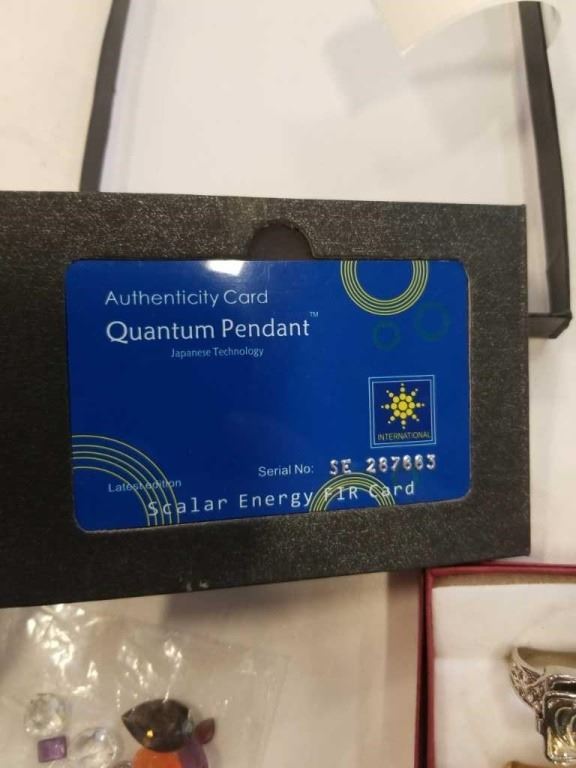 Authenticity Card
Quantum Pendant™
Japanese Technology
INTERNATIONAL
Serial No: SE 287883
Latest edition
Scalar Energy FIR Card